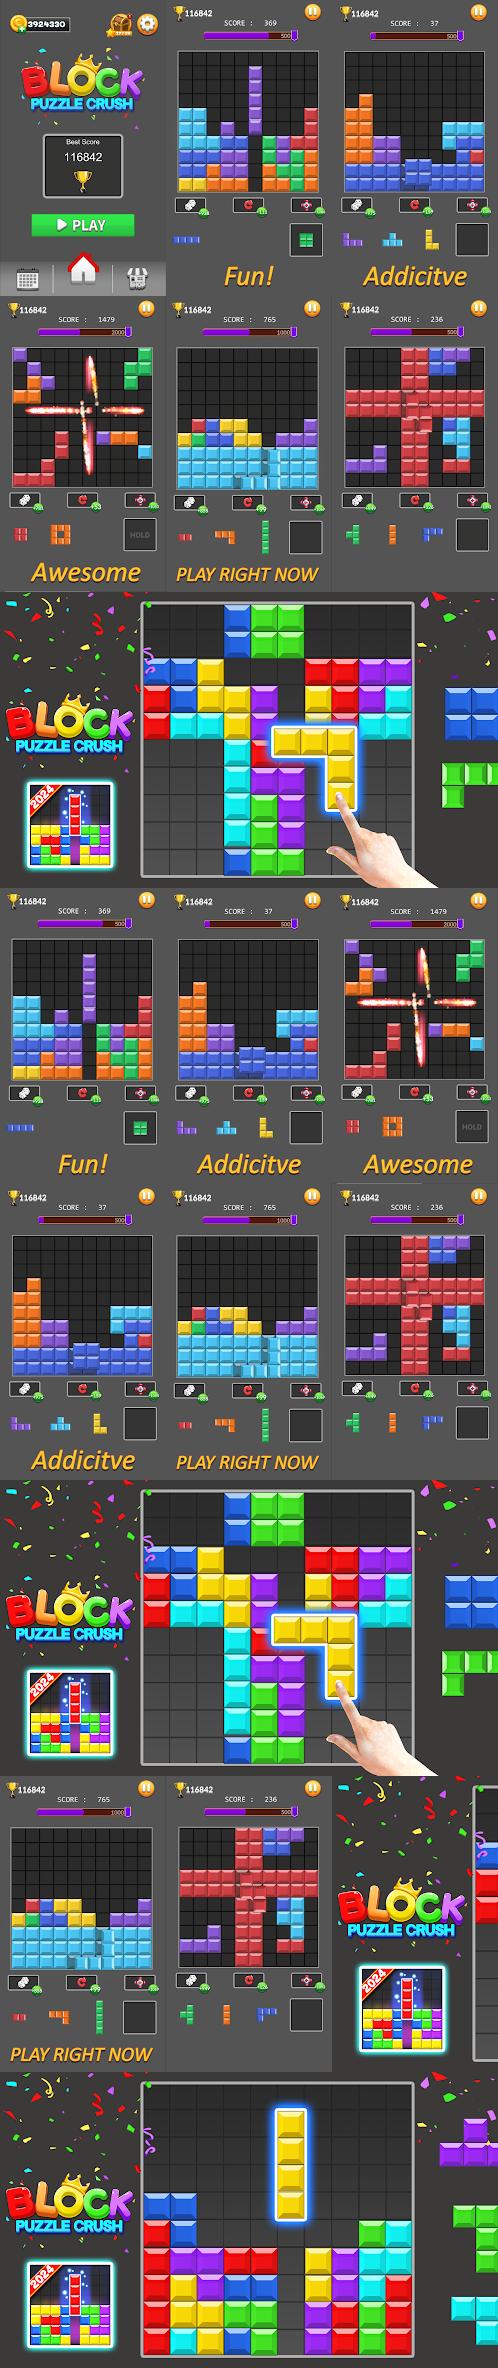 3924330
BLOCK
PUZZLE CRUSH
Best Score
116842
PLAY
SHOP
116842
SCORE : 369
500
Fun!
116842
SCORE : 37
500
Addicitve
116842
SCORE : 1479
2000
HOLD
Awesome
116842
SCORE : 765
1000
PLAY RIGHT NOW
116842
SCORE : 236
500
BLOCK
PUZZLE CRUSH
2024
116842
SCORE : 369
500
Fun!
116842
SCORE : 37
500
Addicitve
116842
SCORE : 1479
2000
HOLD
Awesome
116842
SCORE : 37
500
Addicitve
116842
SCORE : 765
1000
PLAY RIGHT NOW
116842
SCORE : 236
500
BLOCK
PUZZLE CRUSH
2024
116842
SCORE : 765
1000
PLAY RIGHT NOW
116842
SCORE : 236
500
BLOCK
PUZZLE CRUSH
2024
BLOCK
PUZZLE CRUSH
2024